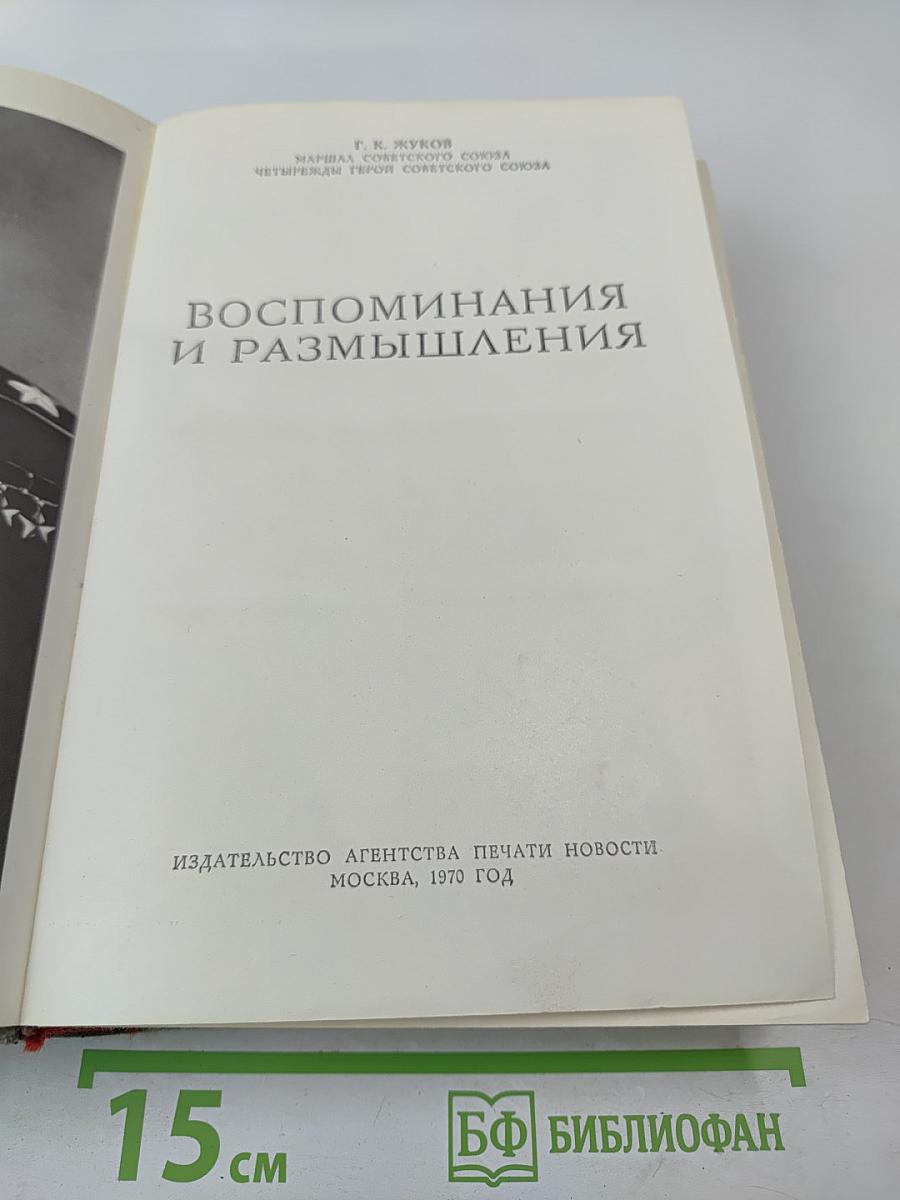 Г. К. ЖУКОВ
МАРШАЛ СОВЕТСКОГО СОЮЗА
ЧЕТЫРЕЖДЫ ГЕРОЙ СОВЕТСКОГО СОЮЗА
ВОСПОМИНАНИЯ
И РАЗМЫШЛЕНИЯ
ИЗДАТЕЛЬСТВО АГЕНТСТВА ПЕЧАТИ НОВОСТИ
МОСКВА, 1970 ГОД
15 см
БФ БИБЛИОФАН